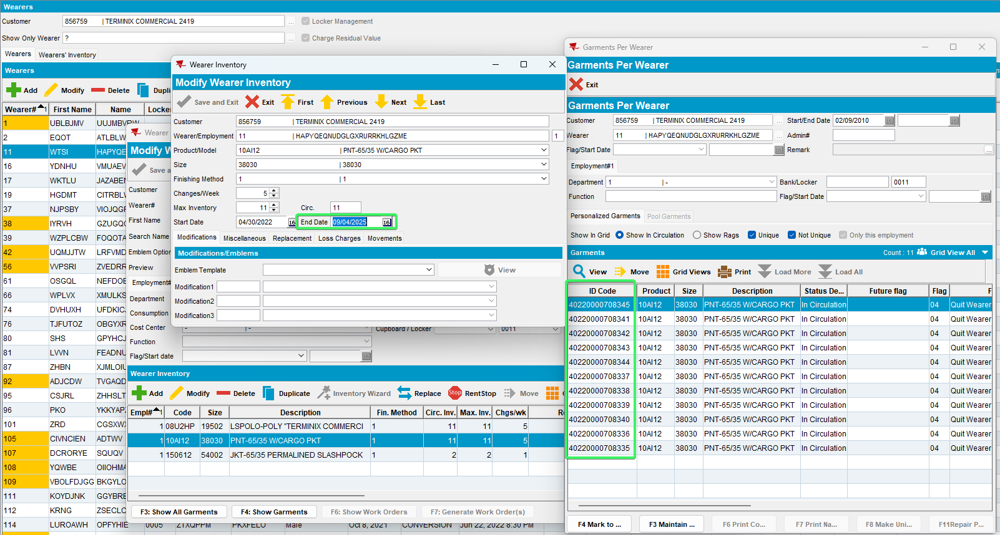 Wearers
Customer 856759 | TERMINIX COMMERCIAL 2419 ... Locker Management
Show Only Wearer ? ... Charge Residual Value
Wearers Wearers' Inventory
Wearers
Add Modify Delete
Wearer# 1 First Name Name
1 UBLBJMV UUJMBVRW
2 EQOT
11 WTSI HAPYQE
16 YDNHU VMUAEV
17 WKTLU JAZABEN
19 HGDMT CITRBLW
37 NJPSBY
38 IYRVH
39 WZPLCBW FOQOTA
42 UQMJJTW LRFVMD
56 VVPSRI ZVEDRR
61 OSGQL NEFDOE
66 WPLVX XMULKS
74 DVHUXH UFDKIC
76 TJFUTOZ OBGYXR
80 SHS GPYHCJ
81 LVVN FEADNU
87 ZHBN XJMLOIU
92 ADJCDW TVGAQD
95 CSJRL ZHHSLT
96 PKO YKKYAP
101 ZRD CGSXWX
105 CIVNCIEN ADTWV
107 DCRORYE SQUQV
108 YQWBE OIIOHMA
109 VBOLFDJGG BKGYLO
111 KOYDJNK GGYBRE
112 KRNG ZSECLC
114 LUROAWH OPFYHIE 0005 ZTXQPPM PKXFELO Male Oct 8, 2021 CONVERSION Jun 22, 2022 8:30 PM
Wearer
Modify W
Save a
Customer
Wearer#
First Name
Search Name
Emblem Option
Preview
Employment#
Department
Consumption
Cost Center - | - Cupboard / Locker 0011
Function
Flag/Start date 16
Wearer Inventory
Add Modify Delete Duplicate Inventory Wizard Replace Stop RentStop Move
Empl# 1 Code Size Description Fin. Method Circ. Inv. Max. Inv. Chgs/wk
1 08U2HP 19502 LSPOLO-POLY "TERMINIX COMMERCI 1 11 11 5
1 10AI12 38030 PNT-65/35 W/CARGO PKT 1 11 11 5
1 150612 54002 JKT-65/35 PERMALINED SLASHPOCK 1 2 2 1
F3: Show All Garments F4: Show Garments F6: Show Work Orders F7: Generate Work Order(s)
Wearer Inventory
Modify Wearer Inventory
Save and Exit Exit First Previous Next Last
Customer 856759 | TERMINIX COMMERCIAL 2419
Wearer/Employment 11 | HAPYQEQNUDGLGXRURRKHLGZME 1
Product/Model 10AI12 | PNT-65/35 W/CARGO PKT
Size 38030 | 38030
Finishing Method 1 | 1
Changes/Week 5
Max Inventory 11 Circ. 11
Start Date 04/30/2022 16 End Date 09/04/2025 16
Modifications Miscellaneous Replacement Loss Charges Movements
Modifications/Emblems
Emblem Template View
Modification1
Modification2
Modification3
Garments Per Wearer
Garments Per Wearer
Exit
Garments Per Wearer
Customer 856759 | TERMINIX COMMERCIAL 2419 ... Start/End Date 02/09/2010 16 16
Wearer 11 | HAPYQEQNUDGLGXRURRKHLGZME ... Admin#
Flag/Start Date 16 Remark ...
Employment#1
Department 1 | - Bank/Locker 0011
Function Flag/Start Date 16
Personalized Garments Pool Garments
Show In Grid Show In Circulation Show Rags Unique Not Unique Only this employment
Garments Count : 11 Grid View All
View Move Grid Views Print Load More Load All
ID Code Product Size Description Status De... Future flag Flag F
40220000708345 10AI12 38030 PNT-65/35 W/CARGO PKT In Circulation 04 Quit Wearer
40220000708341 10AI12 38030 PNT-65/35 W/CARGO PKT In Circulation 04 Quit Wearer
40220000708342 10AI12 38030 PNT-65/35 W/CARGO PKT In Circulation 04 Quit Wearer
40220000708343 10AI12 38030 PNT-65/35 W/CARGO PKT In Circulation 04 Quit Wearer
40220000708344 10AI12 38030 PNT-65/35 W/CARGO PKT In Circulation 04 Quit Wearer
40220000708337 10AI12 38030 PNT-65/35 W/CARGO PKT In Circulation 04 Quit Wearer
40220000708338 10AI12 38030 PNT-65/35 W/CARGO PKT In Circulation 04 Quit Wearer
40220000708339 10AI12 38030 PNT-65/35 W/CARGO PKT In Circulation 04 Quit Wearer
40220000708340 10AI12 38030 PNT-65/35 W/CARGO PKT In Circulation 04 Quit Wearer
40220000708336 10AI12 38030 PNT-65/35 W/CARGO PKT In Circulation 04 Quit Wearer
40220000708335 10AI12 38030 PNT-65/35 W/CARGO PKT In Circulation 04 Quit Wearer
F4 Mark to ... F3 Maintain ... F6 Print Co... F7 Print Na... F8 Make Uni... F11Repair P...